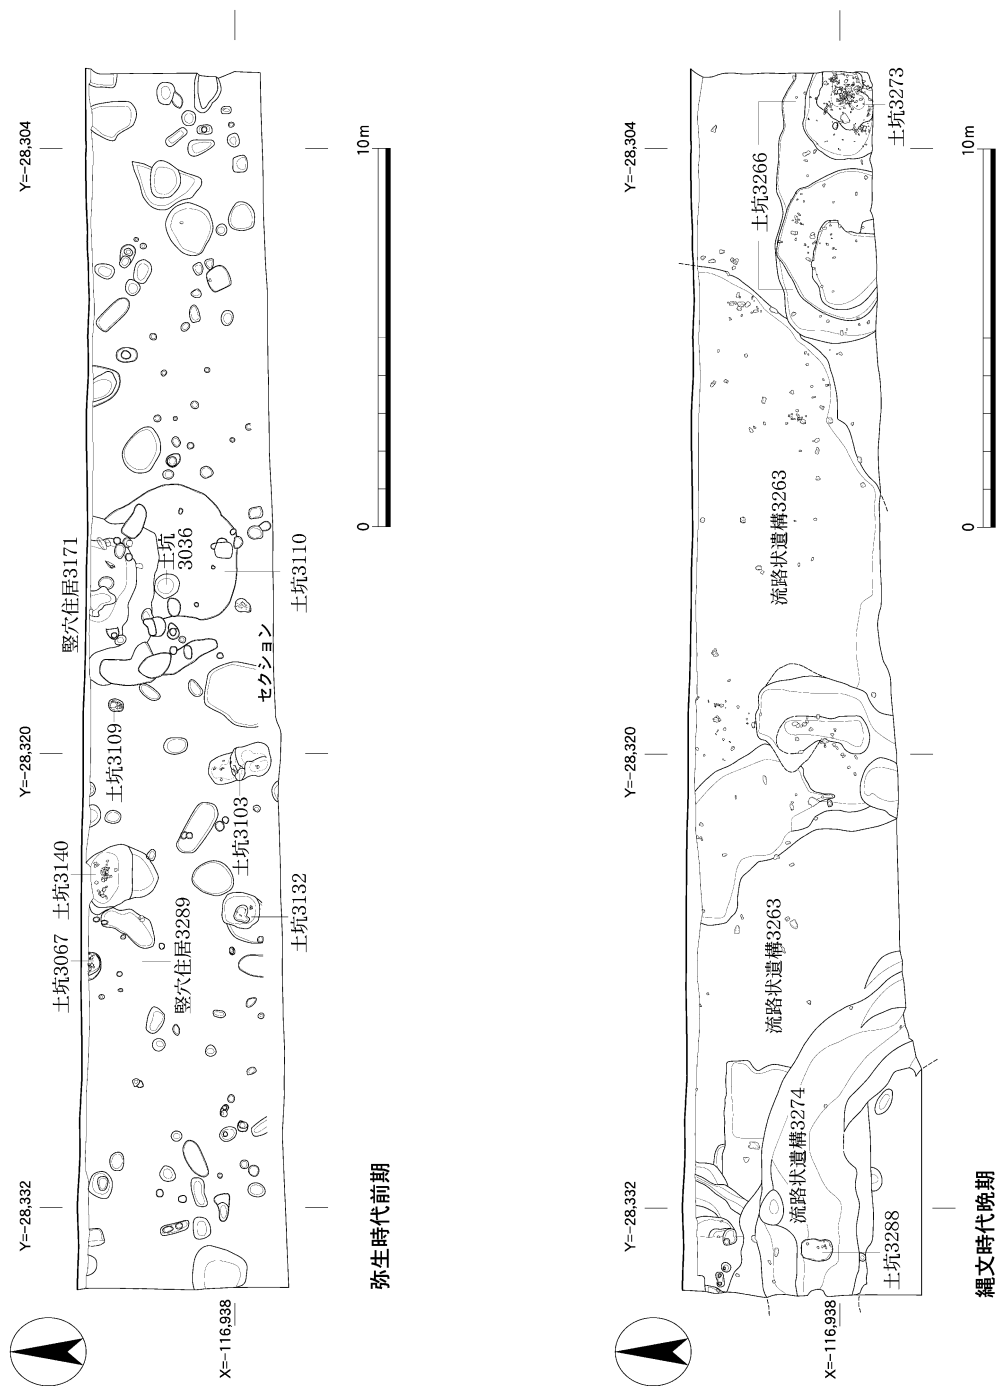 Y=-28,304
Y=-28,320
Y=-28,332
X=-116,938
10m
0
竪穴住居3171
土坑
3036
土坑3110
セクション
土坑3109
土坑3103
土坑3140
土坑3132
土坑3067
竪穴住居3289
弥生時代前期
Y=-28,304
Y=-28,320
Y=-28,332
X=-116,938
10m
0
土坑3273
土坑3266
流路状遺構3263
流路状遺構3263
流路状遺構3274
土坑3288
縄文時代晩期